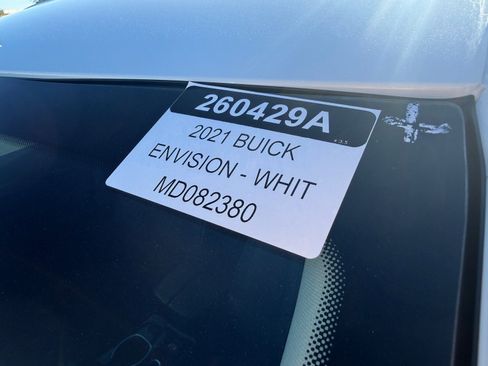 260429A
2021 BUICK
ENVISION - WHIT
MD082380